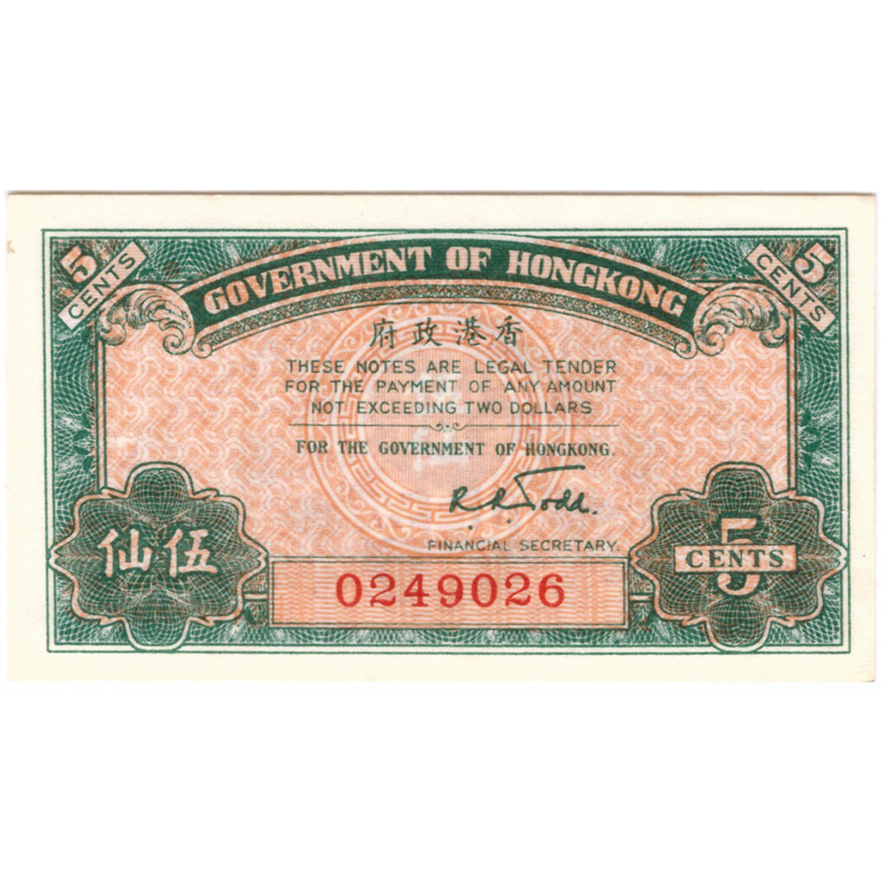 5 CENTS
5 CENTS
GOVERNMENT OF HONGKONG
府政港香
THESE NOTES ARE LEGAL TENDER
FOR THE PAYMENT OF ANY AMOUNT
NOT EXCEEDING TWO DOLLARS
FOR THE GOVERNMENT OF HONGKONG.
R. R. Todd.
FINANCIAL SECRETARY.
仙伍
5
CENTS
0249026